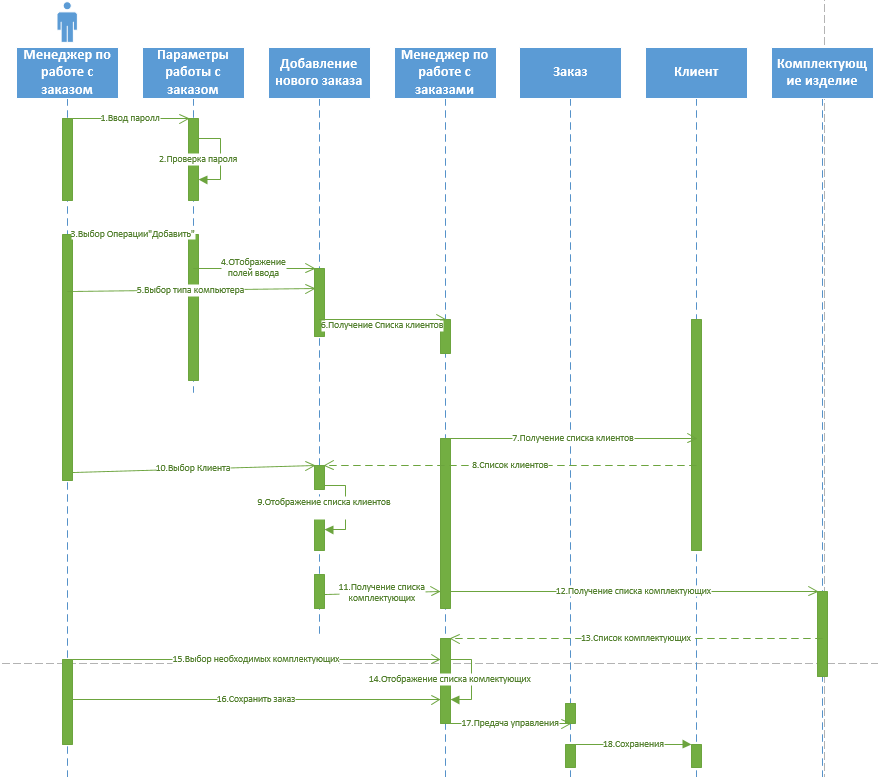 Менеджер по
работе с
заказом
Параметры
работы с
заказом
Добавление
нового заказа
Менеджер по
работе с
заказами
Заказ
Клиент
Комплектующ
ие изделие
1.Ввод паролл
2.Проверка пароля
3.Выбор Операции"Добавить"
4.ОТображение
полей ввода
5.Выбор типа компьютера
6.Получение Списка клиентов
7.Получение списка клиентов
10.Выбор Клиента
8.Список клиентов
9.Отображение списка клиентов
11.Получение списка
комплектующих
12.Получение списка комплектующих
13.Список комплектующих
15.Выбор необходимых комплектующих
14.Отображение списка комлектующих
16.Сохранить заказ
17.Предача управления
18.Сохранения